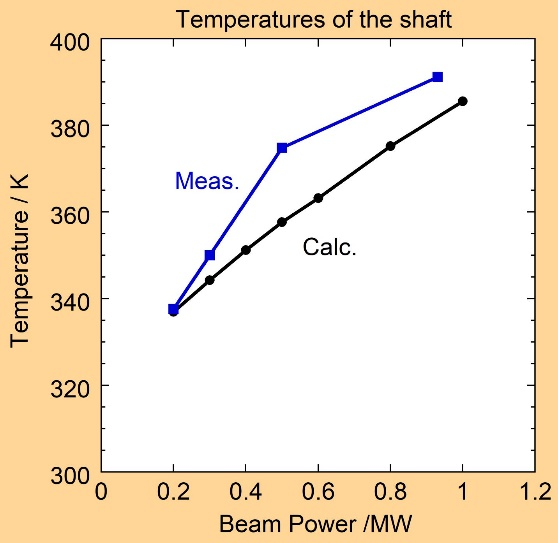 Temperatures of the shaft
400
380
360
340
320
300
Temperature / K
Meas.
Calc.
0 0.2 0.4 0.6 0.8 1 1.2
Beam Power /MW